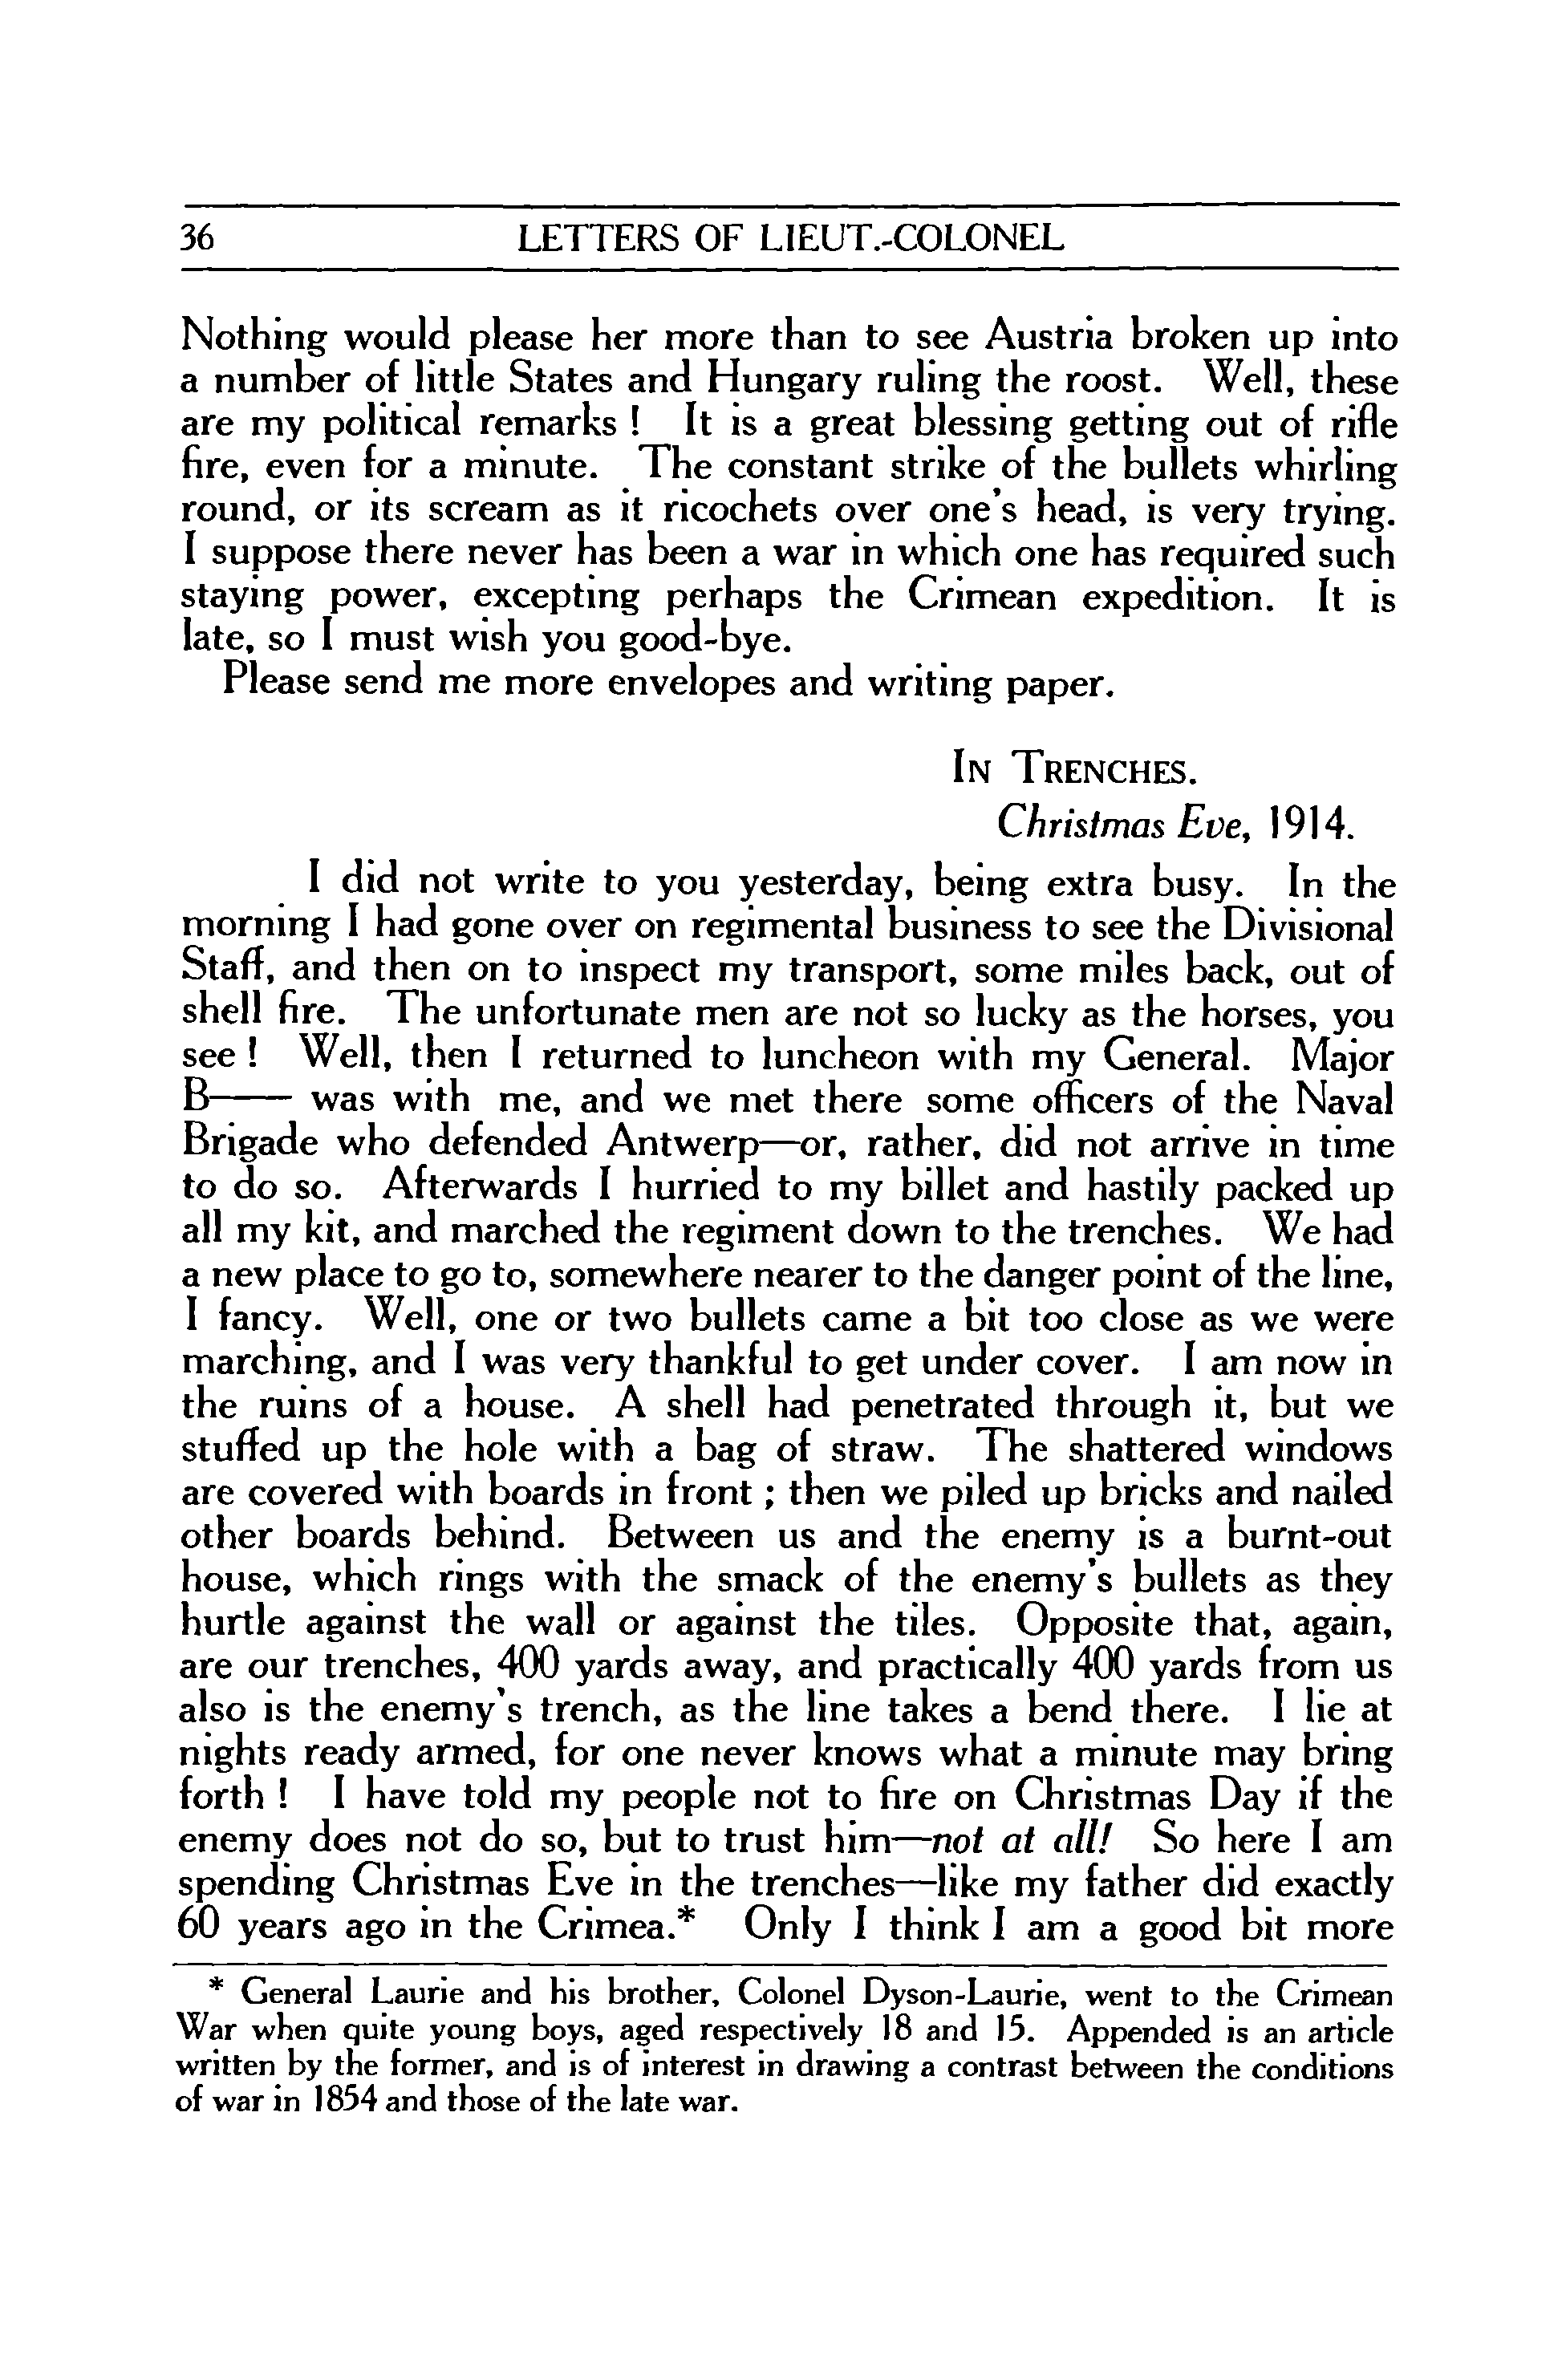 36 LETTERS OF LIEUT.-COLONEL
Nothing would please her more than to see Austria broken up into
a number of little States and Hungary ruling the roost. Well, these
are my political remarks ! It is a great blessing getting out of rifle
fire, even for a minute. The constant strike of the bullets whirling
round, or its scream as it ricochets over one's head, is very trying.
I suppose there never has been a war in which one has required such
staying power, excepting perhaps the Crimean expedition. It is
late, so I must wish you good-bye.
Please send me more envelopes and writing paper.
IN TRENCHES.
Christmas Eve, 1914.
I did not write to you yesterday, being extra busy. In the
morning I had gone over on regimental business to see the Divisional
Staff, and then on to inspect my transport, some miles back, out of
shell fire. The unfortunate men are not so lucky as the horses, you
see ! Well, then I returned to luncheon with my General. Major
B—— was with me, and we met there some officers of the Naval
Brigade who defended Antwerp—or, rather, did not arrive in time
to do so. Afterwards I hurried to my billet and hastily packed up
all my kit, and marched the regiment down to the trenches. We had
a new place to go to, somewhere nearer to the danger point of the line,
I fancy. Well, one or two bullets came a bit too close as we were
marching, and I was very thankful to get under cover. I am now in
the ruins of a house. A shell had penetrated through it, but we
stuffed up the hole with a bag of straw. The shattered windows
are covered with boards in front ; then we piled up bricks and nailed
other boards behind. Between us and the enemy is a burnt-out
house, which rings with the smack of the enemy's bullets as they
hurtle against the wall or against the tiles. Opposite that, again,
are our trenches, 400 yards away, and practically 400 yards from us
also is the enemy's trench, as the line takes a bend there. I lie at
nights ready armed, for one never knows what a minute may bring
forth ! I have told my people not to fire on Christmas Day if the
enemy does not do so, but to trust him—not at all! So here I am
spending Christmas Eve in the trenches—like my father did exactly
60 years ago in the Crimea.* Only I think I am a good bit more
* General Laurie and his brother, Colonel Dyson-Laurie, went to the Crimean
War when quite young boys, aged respectively 18 and 15. Appended is an article
written by the former, and is of interest in drawing a contrast between the conditions
of war in 1854 and those of the late war.